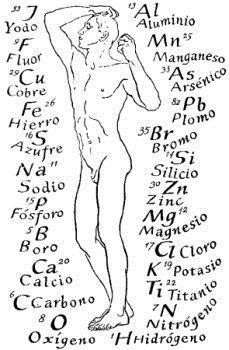 53 I
Yodo
9 F
Fluor
29 Cu
Cobre
Fe 26
Hierro
16 S
Azufre
Na 11
Sodio
15 P
Fósforo
5 B
Boro
Ca 20
Calcio
6 C Carbono
8 O
Oxígeno
13 Al
Aluminio
Mn 25
Manganeso
33 As
Arsénico
82 Pb
Plomo
35 Br
Bromo
14 Si
Silicio
30 Zn
Zinc
Mg 12
Magnesio
17 Cl Cloro
K 19 Potasio
Ti 22 Titanio
7 N
Nitrógeno
1 H Hidrógeno